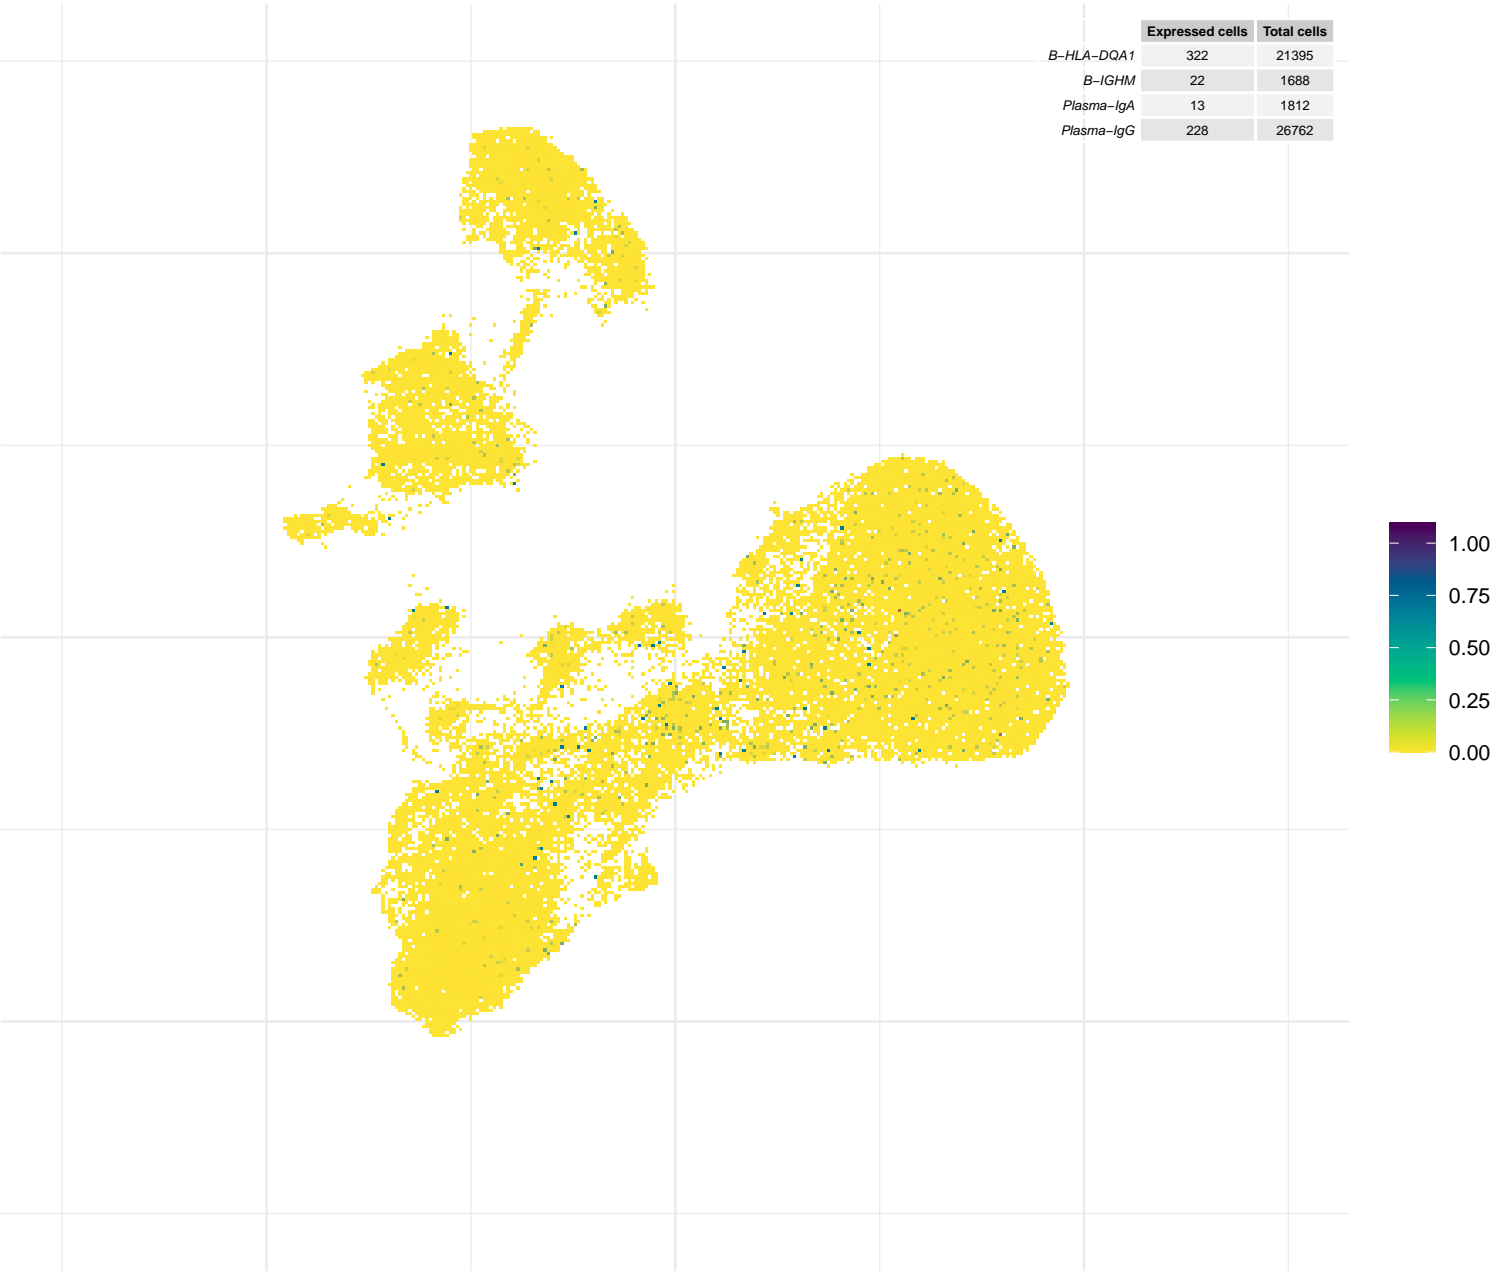 Expressed cells Total cells
B−HLA−DQA1 322 21395
B−IGHM 22 1688
Plasma−IgA 13 1812
Plasma−IgG 228 26762
1.00
0.75
0.50
0.25
0.00